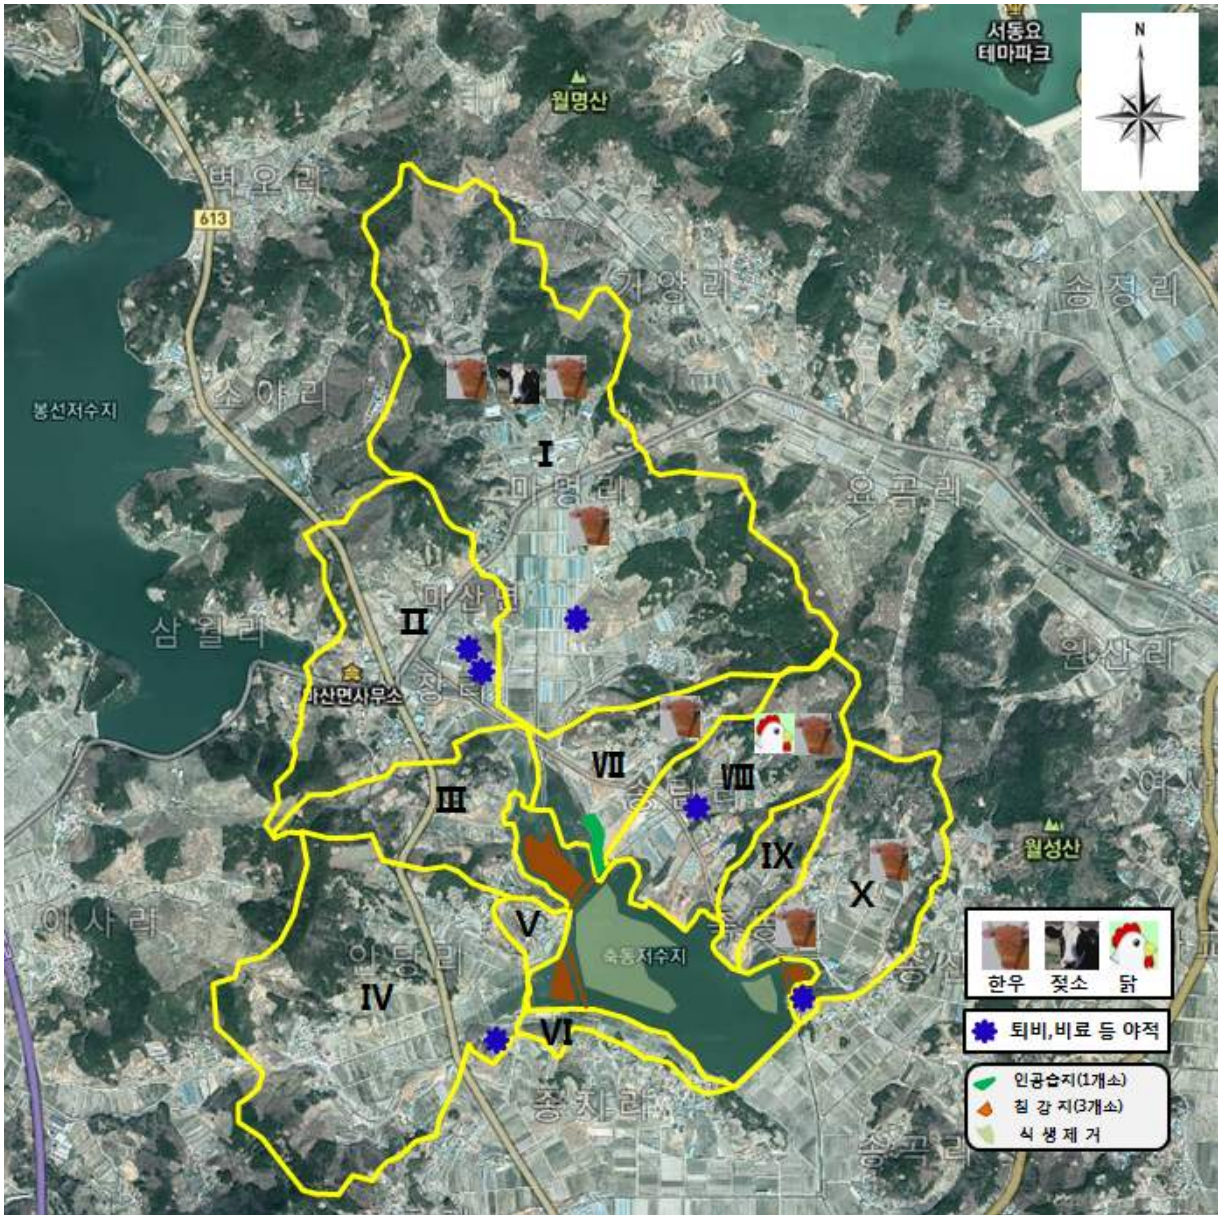 서동요
테마파크
N
월명산
벽오리
613
기양리
송정리
소야리
봉선저수지
I
마명리
요곡리
II
마산면
삼월리
원산리
마산면사무소
장리
VII
VIII
III
송림리
IX
월성산
X
이사리
V
안당리
축동저수지
IV
VI
종지리
송곡리
한우 젖소 닭
퇴비,비료 등 야적
인공습지(1개소)
침강지(3개소)
식생제거